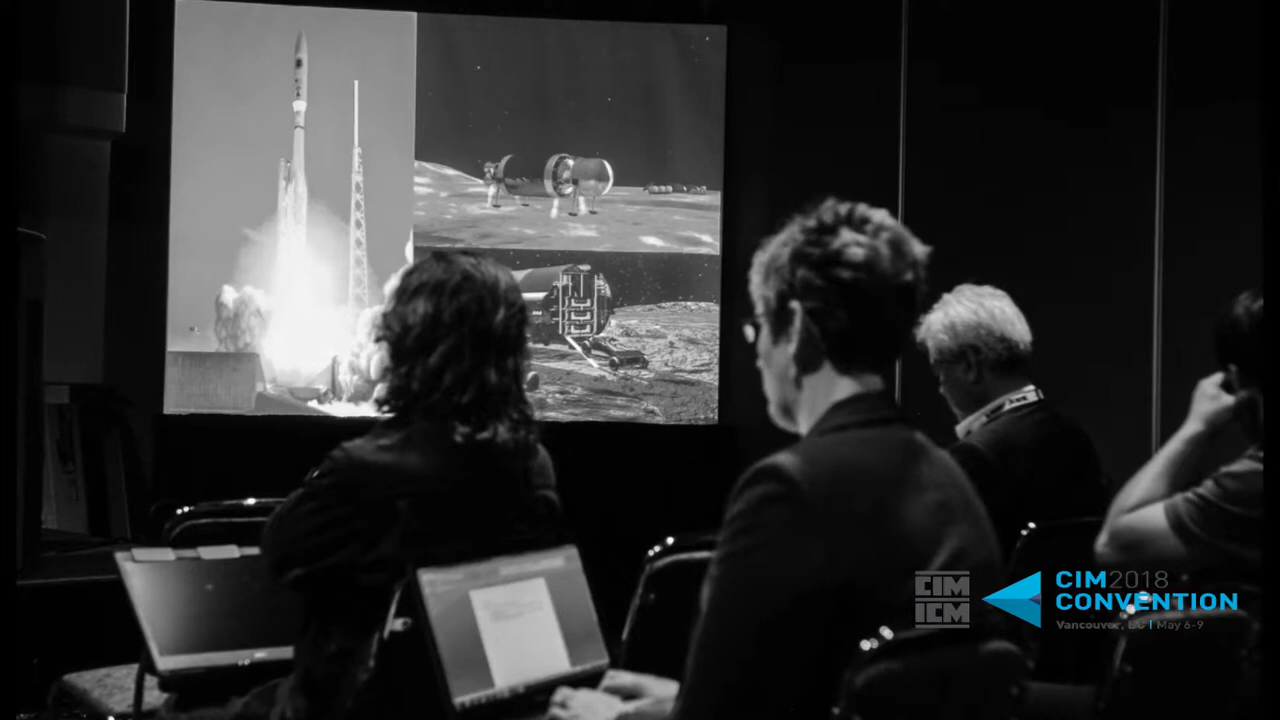 CIM
ICM
CIM2018
CONVENTION
Vancouver, BC | May 6-9